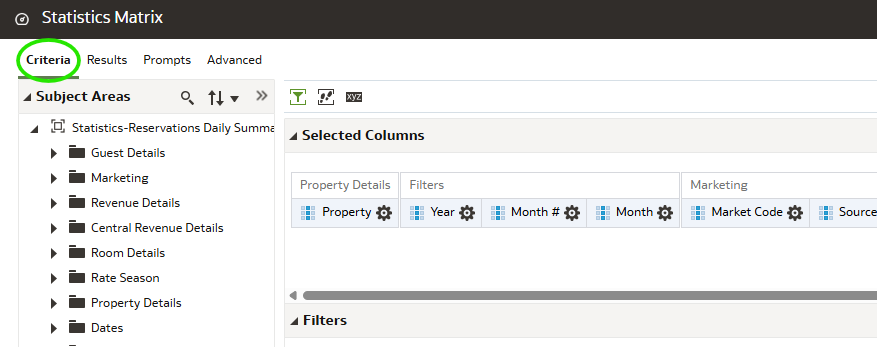 Statistics Matrix
Criteria Results Prompts Advanced
Subject Areas
xyz
Statistics-Reservations Daily Summa
Guest Details
Marketing
Revenue Details
Central Revenue Details
Room Details
Rate Season
Property Details
Dates
Selected Columns
Property Details Filters Marketing
Property Year Month # Month Market Code Source
Filters